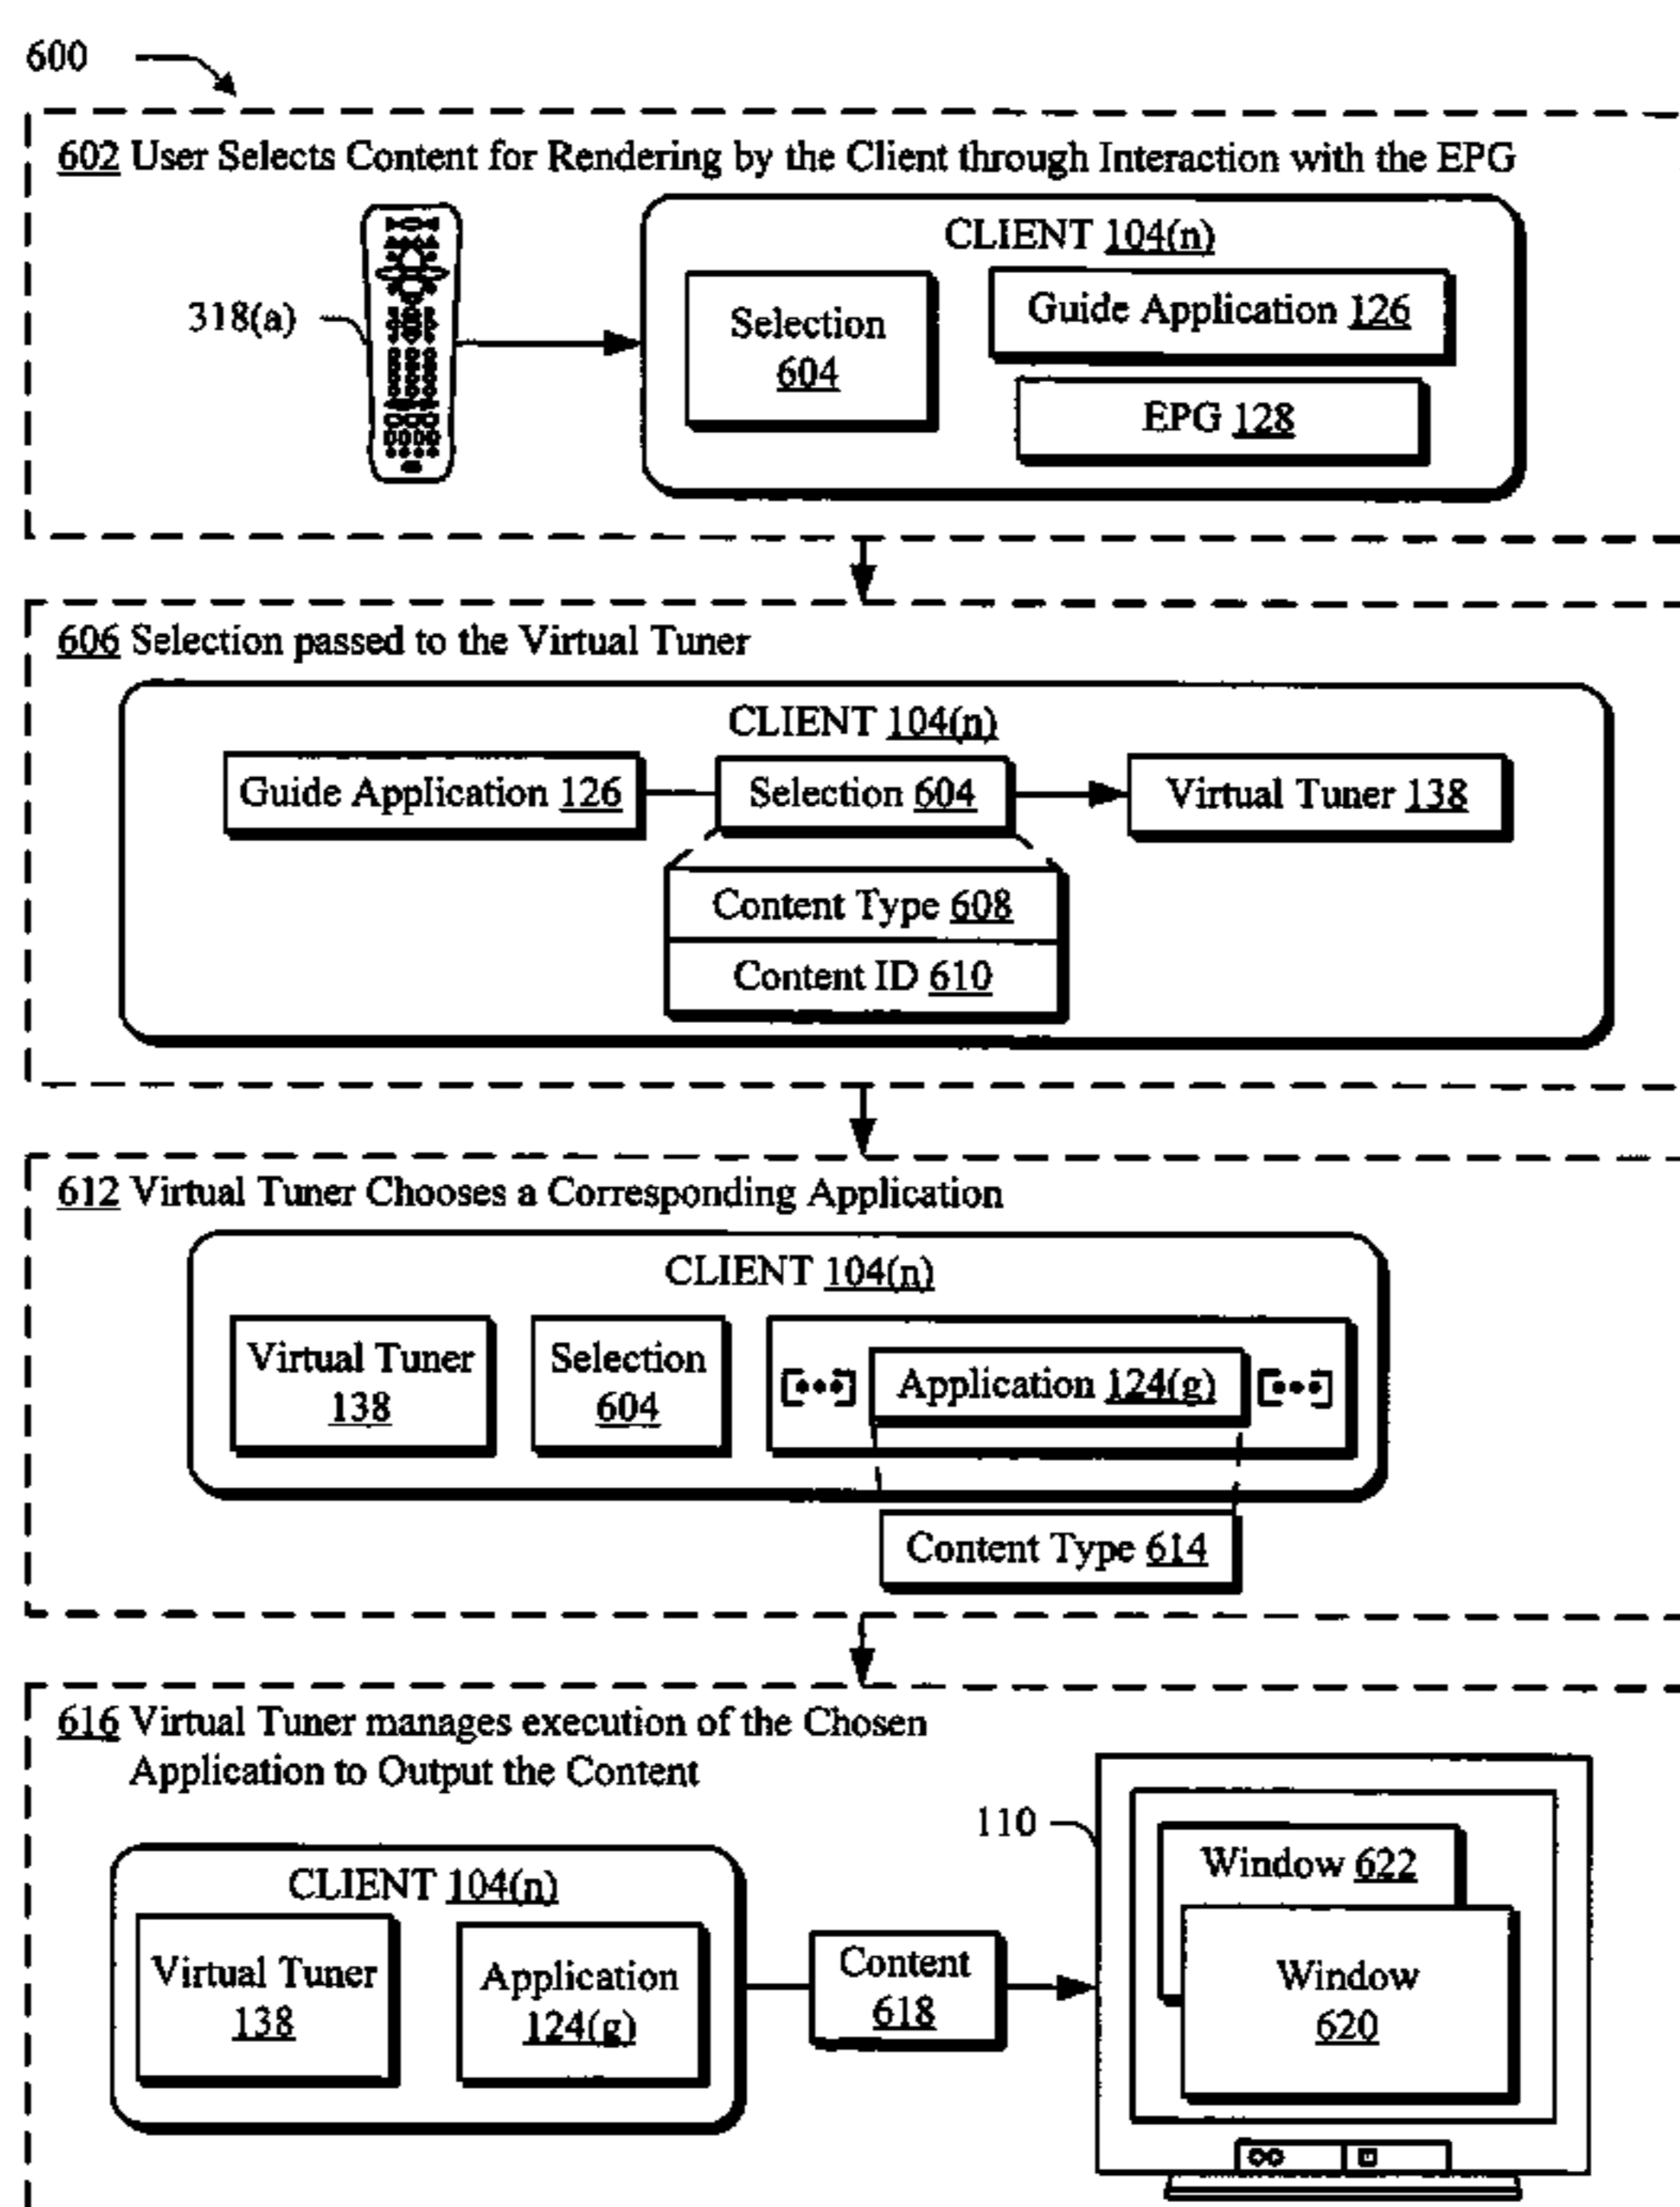 600
602 User Selects Content for Rendering by the Client through Interaction with the EPG
CLIENT 104(n)
318(a)
Selection
604
Guide Application 126
EPG 128
606 Selection passed to the Virtual Tuner
CLIENT 104(n)
Guide Application 126
Selection 604
Virtual Tuner 138
Content Type 608
Content ID 610
612 Virtual Tuner Chooses a Corresponding Application
CLIENT 104(n)
Virtual Tuner
138
Selection
604
[•••]
Application 124(g)
[•••]
Content Type 614
616 Virtual Tuner manages execution of the Chosen
Application to Output the Content
110
CLIENT 104(n)
Virtual Tuner
138
Application
124(g)
Content
618
Window 622
Window
620